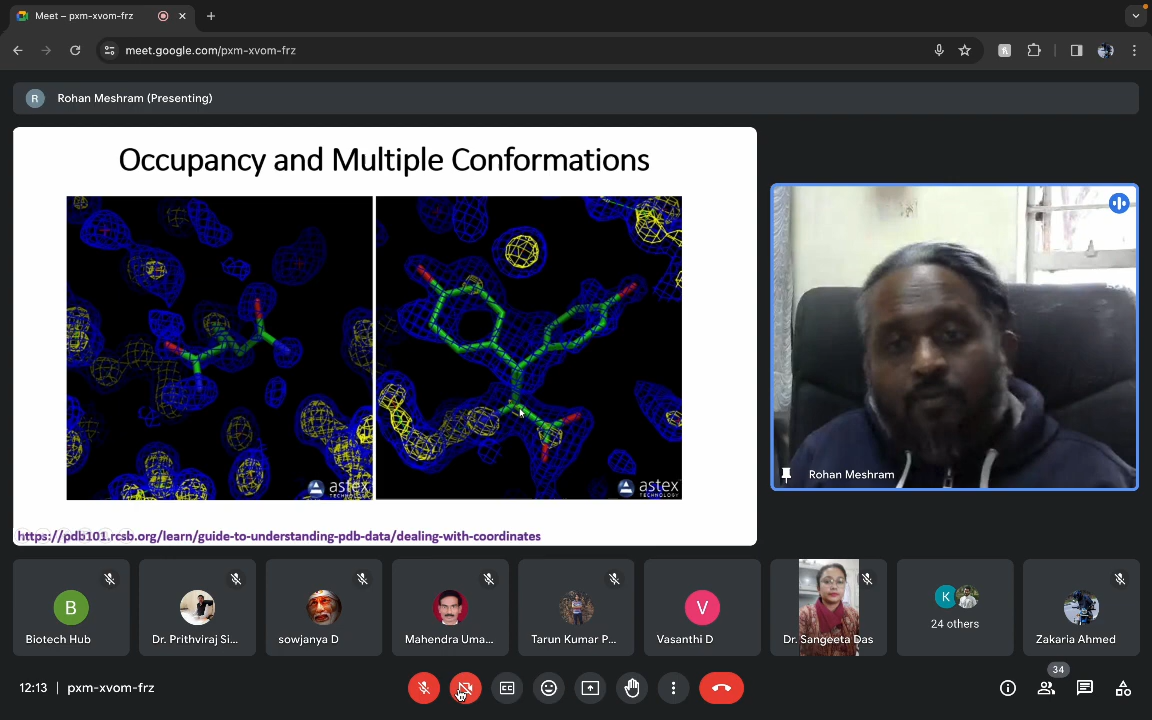 Meet – pxm-xvom-frz
meet.google.com/pxm-xvom-frz
R
Rohan Meshram (Presenting)
Occupancy and Multiple Conformations
astex
TECHNOLOGY
astex
TECHNOLOGY
https://pdb101.rcsb.org/learn/guide-to-understanding-pdb-data/dealing-with-coordinates
Rohan Meshram
B
Biotech Hub
Dr. Prithviraj Si...
sowjanya D
Mahendra Uma...
Tarun Kumar P...
V
Vasanthi D
Dr. Sangeeta Das
K
24 others
Zakaria Ahmed
12:13 | pxm-xvom-frz
CC
34